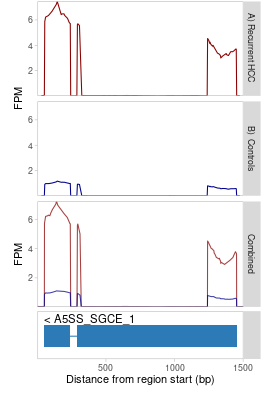 6
4
2
A) Recurrent HCC
FPM
6
4
2
B) Controls
6
4
2
FPM
Combined
< A5SS_SGCE_1
500
1000
1500
Distance from region start (bp)